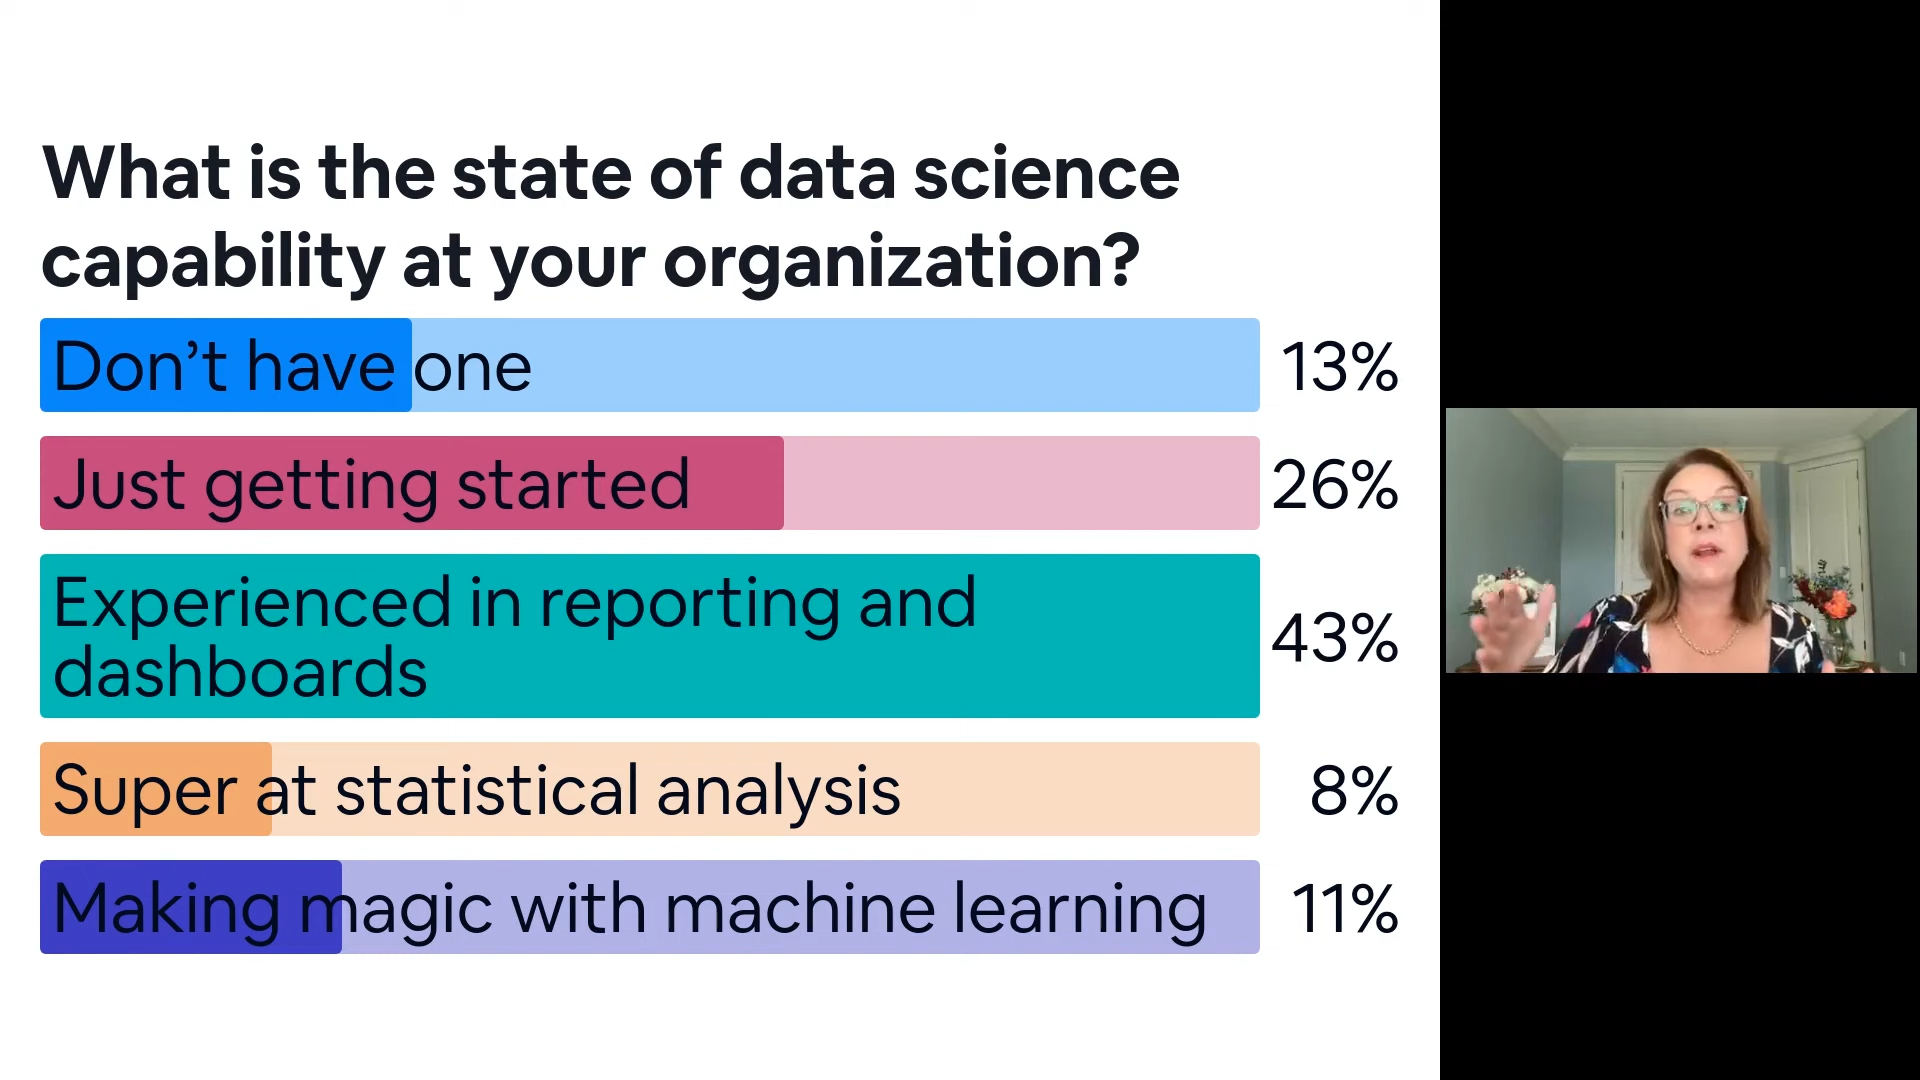 What is the state of data science
capability at your organization?
Don’t have one
13%
Just getting started
26%
Experienced in reporting and
dashboards
43%
Super at statistical analysis
8%
Making magic with machine learning
11%